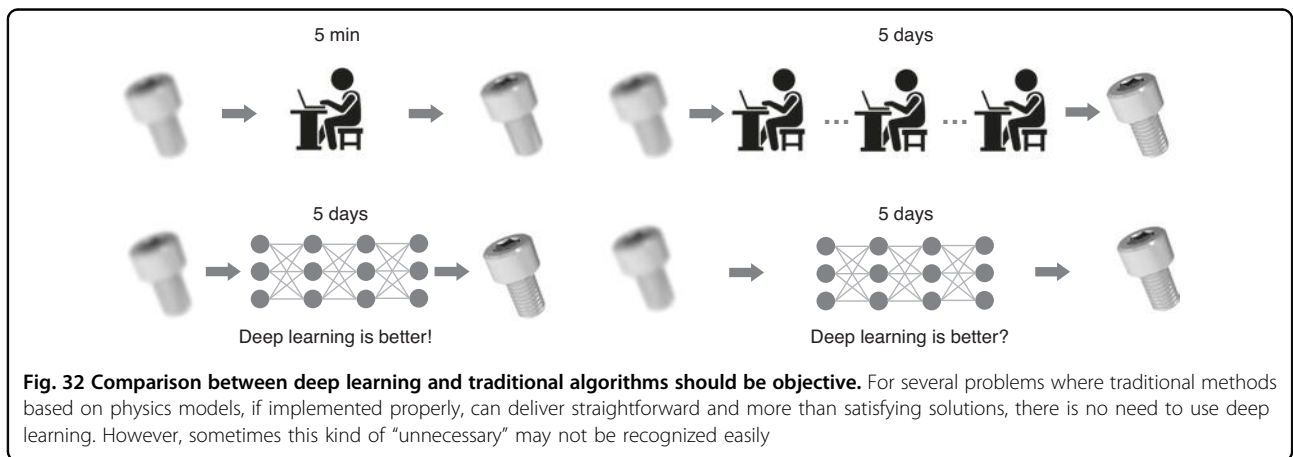 5 min
5 days
... ...
5 days
5 days
Deep learning is better!
Deep learning is better?
Fig. 32 Comparison between deep learning and traditional algorithms should be objective. For several problems where traditional methods
based on physics models, if implemented properly, can deliver straightforward and more than satisfying solutions, there is no need to use deep
learning. However, sometimes this kind of “unnecessary” may not be recognized easily